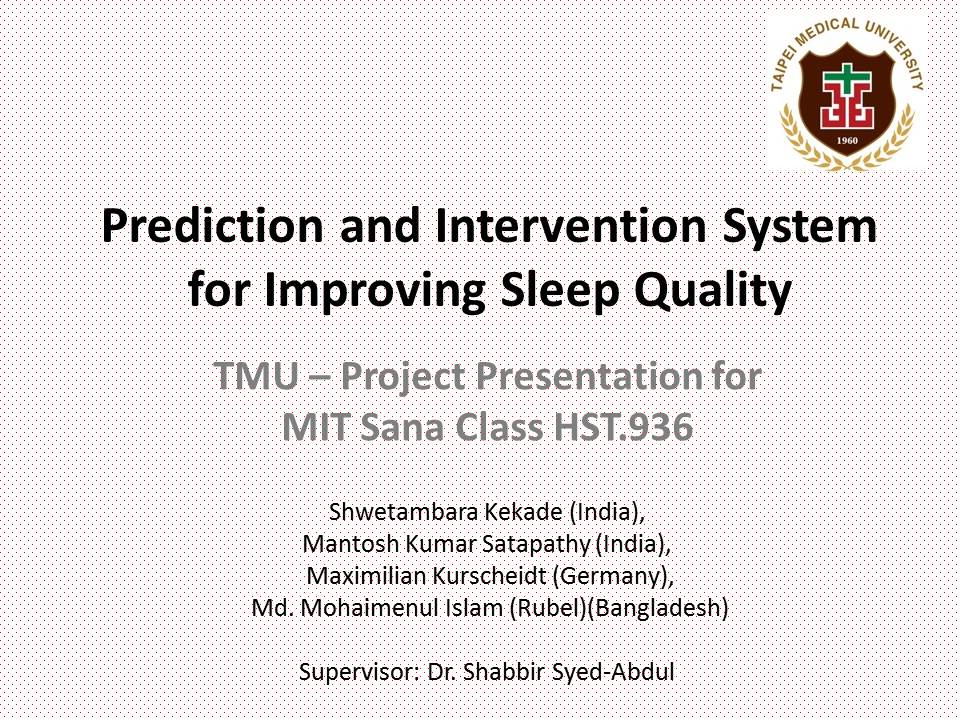 TAIPEI MEDICAL UNIVERSITY
1960
Prediction and Intervention System
for Improving Sleep Quality
TMU – Project Presentation for
MIT Sana Class HST.936
Shwetambara Kekade (India),
Mantosh Kumar Satapathy (India),
Maximilian Kurscheidt (Germany),
Md. Mohaimenul Islam (Rubel)(Bangladesh)
Supervisor: Dr. Shabbir Syed-Abdul